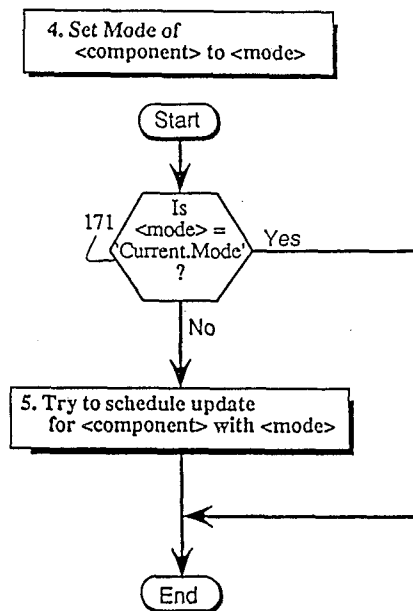 4. Set Mode of
<component> to <mode>
Start
171
Is
<mode> =
'Current.Mode'
?
Yes
No
5. Try to schedule update
for <component> with <mode>
End